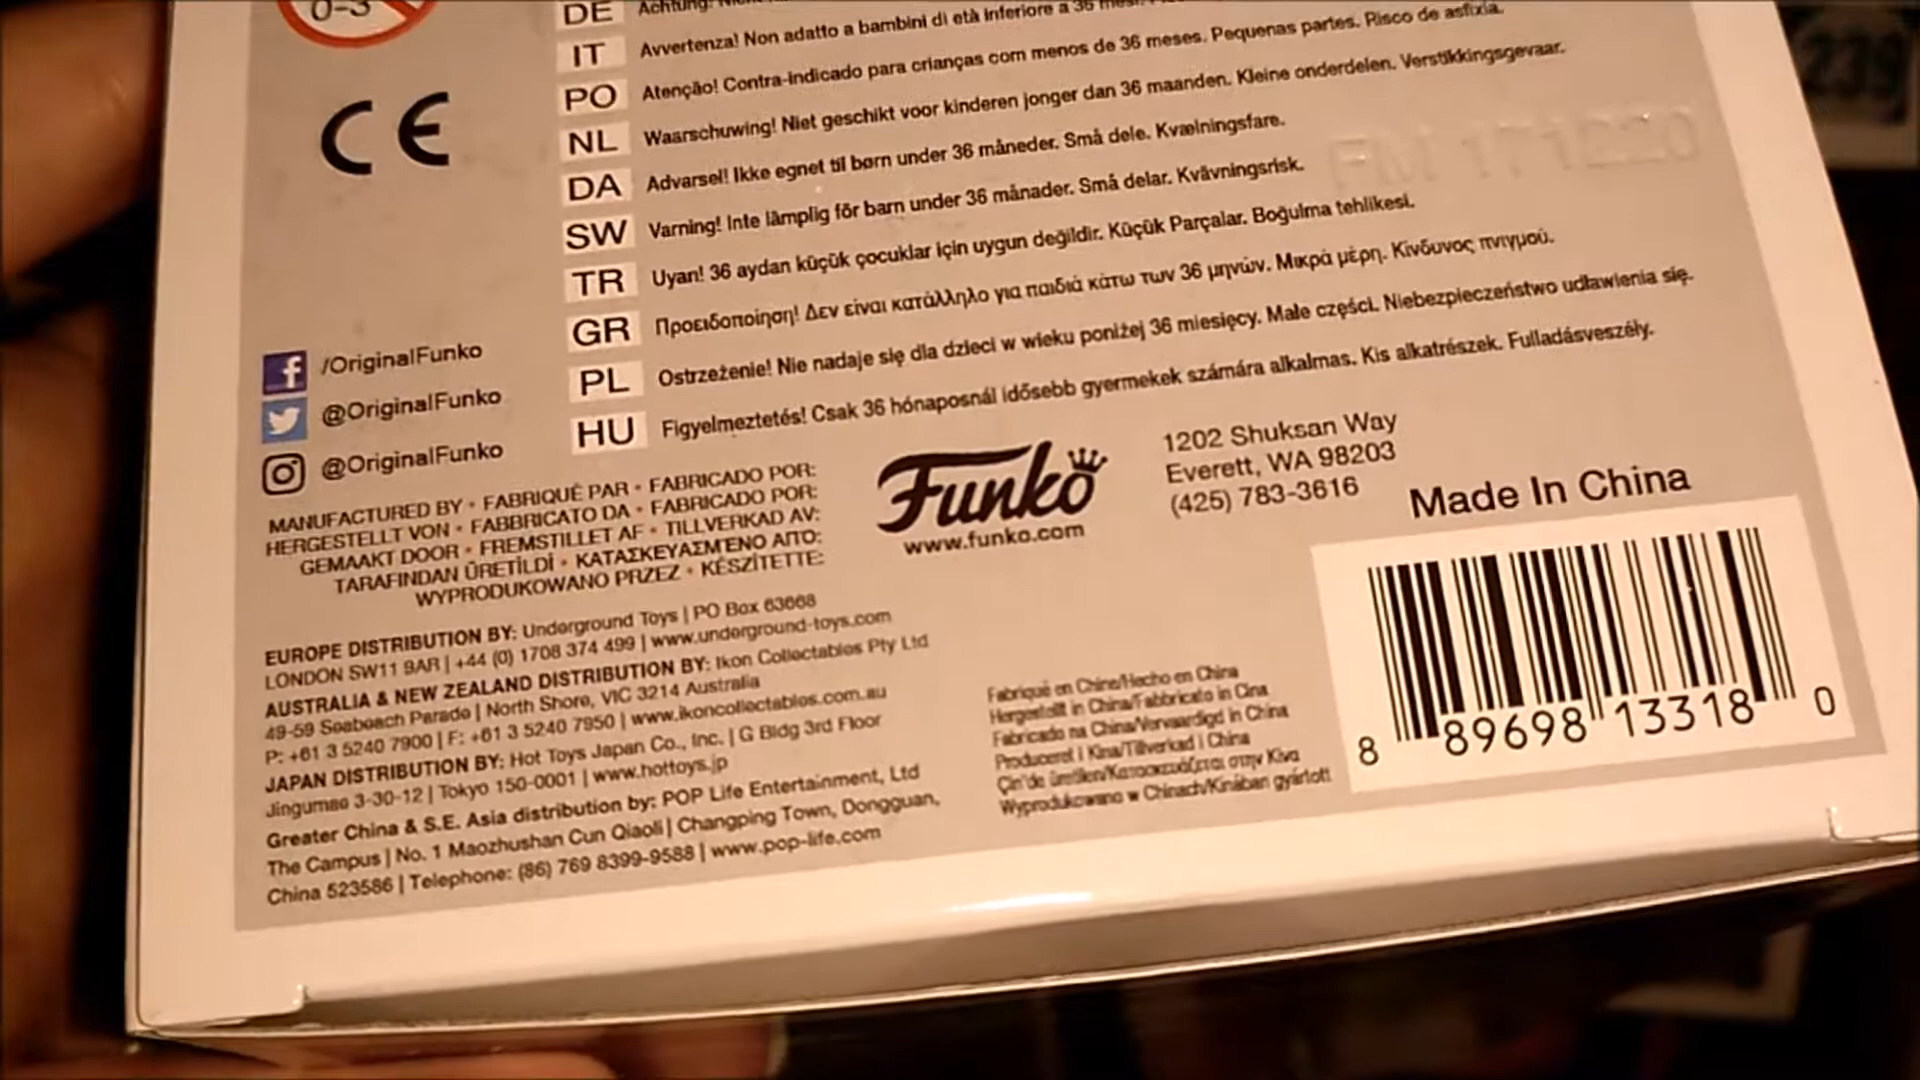 0-3
CE
DE Achtung!
IT Avvertenza! Non adatto a bambini di età inferiore a 36 mesi.
PO Atenção! Contra-indicado para crianças com menos de 36 meses. Pequenas partes. Risco de asfixia.
NL Waarschuwing! Niet geschikt voor kinderen jonger dan 36 maanden. Kleine onderdelen. Verstikkingsgevaar.
DA Advarsel! Ikke egnet til børn under 36 måneder. Små dele. Kvælningsfare.
SW Varning! Inte lämplig för barn under 36 månader. Små delar. Kvävningsrisk.
TR Uyarı! 36 aydan küçük çocuklar için uygun değildir. Küçük Parçalar. Boğulma tehlikesi.
GR Προειδοποίηση! Δεν είναι κατάλληλο για παιδιά κάτω των 36 μηνών. Μικρά μέρη. Κίνδυνος πνιγμού.
PL Ostrzeżenie! Nie nadaje się dla dzieci w wieku poniżej 36 miesięcy. Małe części. Niebezpieczeństwo udławienia się.
HU Figyelmeztetés! Csak 36 hónaposnál idősebb gyermekek számára alkalmas. Kis alkatrészek. Fulladásveszély.
/OriginalFunko
@OriginalFunko
@OriginalFunko
MANUFACTURED BY • FABRIQUÉ PAR • FABRICADO POR:
HERGESTELLT VON • FABBRICATO DA • FABRICADO POR:
GEMAAKT DOOR • FREMSTILLET AF • TILLVERKAD AV:
TARAFINDAN ÜRETİLDİ • ΚΑΤΑΣΚΕΥΑΣΜΈΝΟ ΑΠΌ:
WYPRODUKOWANO PRZEZ • KÉSZÍTETTE:
Funko
www.funko.com
1202 Shuksan Way
Everett, WA 98203
(425) 783-3616
Made In China
EUROPE DISTRIBUTION BY: Underground Toys | PO Box 63668
LONDON SW11 9AR | +44 (0) 1708 374 499 | www.underground-toys.com
AUSTRALIA & NEW ZEALAND DISTRIBUTION BY: Ikon Collectables Pty Ltd
49-59 Seabeach Parade | North Shore, VIC 3214 Australia
P: +61 3 5240 7900 | F: +61 3 5240 7950 | www.ikoncollectables.com.au
JAPAN DISTRIBUTION BY: Hot Toys Japan Co., Inc. | G Bldg 3rd Floor
Jingumae 3-30-12 | Tokyo 150-0001 | www.hottoys.jp
Greater China & S.E. Asia distribution by: POP Life Entertainment, Ltd
The Campus | No. 1 Maozhushan Cun Qiaoli | Changping Town, Dongguan,
China 523586 | Telephone: (86) 769 8399-9588 | www.pop-life.com
Fabriqué en Chine/Hecho en China
Hergestellt in China/Fabbricato in Cina
Fabricado na China/Vervaardigd in China
Produceret i Kina/Tillverkad i China
Çin'de üretilen/Κατασκευάζεται στην Κίνα
Wyprodukowano w Chinach/Kínában gyártott
8 89698 13318 0
239